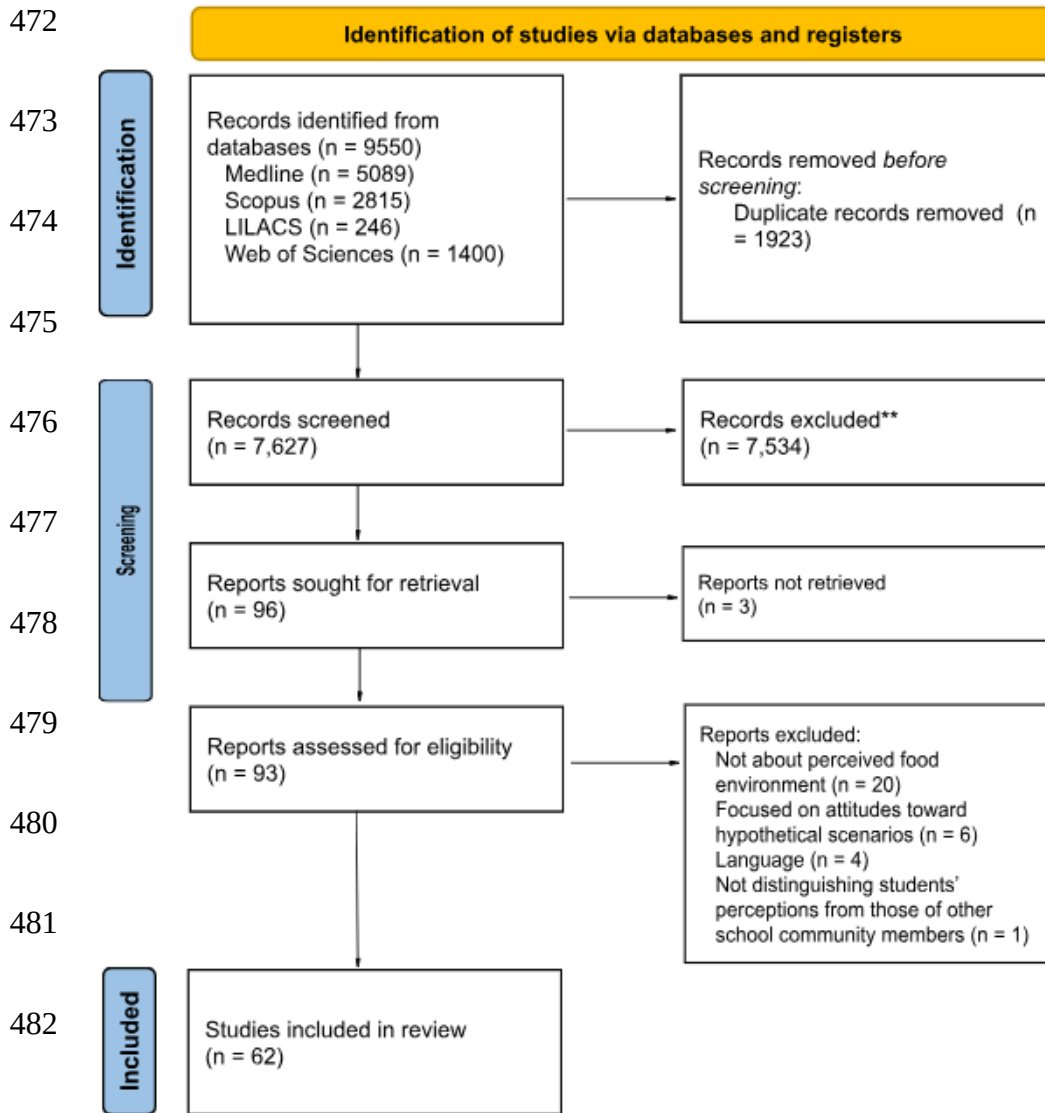 472
Identification of studies via databases and registers
473
Identification
Records identified from
databases (n = 9550)
Medline (n = 5089)
Scopus (n = 2815)
LILACS (n = 246)
Web of Sciences (n = 1400)
Records removed before
screening:
Duplicate records removed (n
= 1923)
474
475
476
Screening
Records screened
(n = 7,627)
Records excluded**
(n = 7,534)
477
Reports sought for retrieval
(n = 96)
Reports not retrieved
(n = 3)
478
479
Reports assessed for eligibility
(n = 93)
Reports excluded:
Not about perceived food
environment (n = 20)
Focused on attitudes toward
hypothetical scenarios (n = 6)
Language (n = 4)
Not distinguishing students’
perceptions from those of other
school community members (n = 1)
480
481
482
Included
Studies included in review
(n = 62)